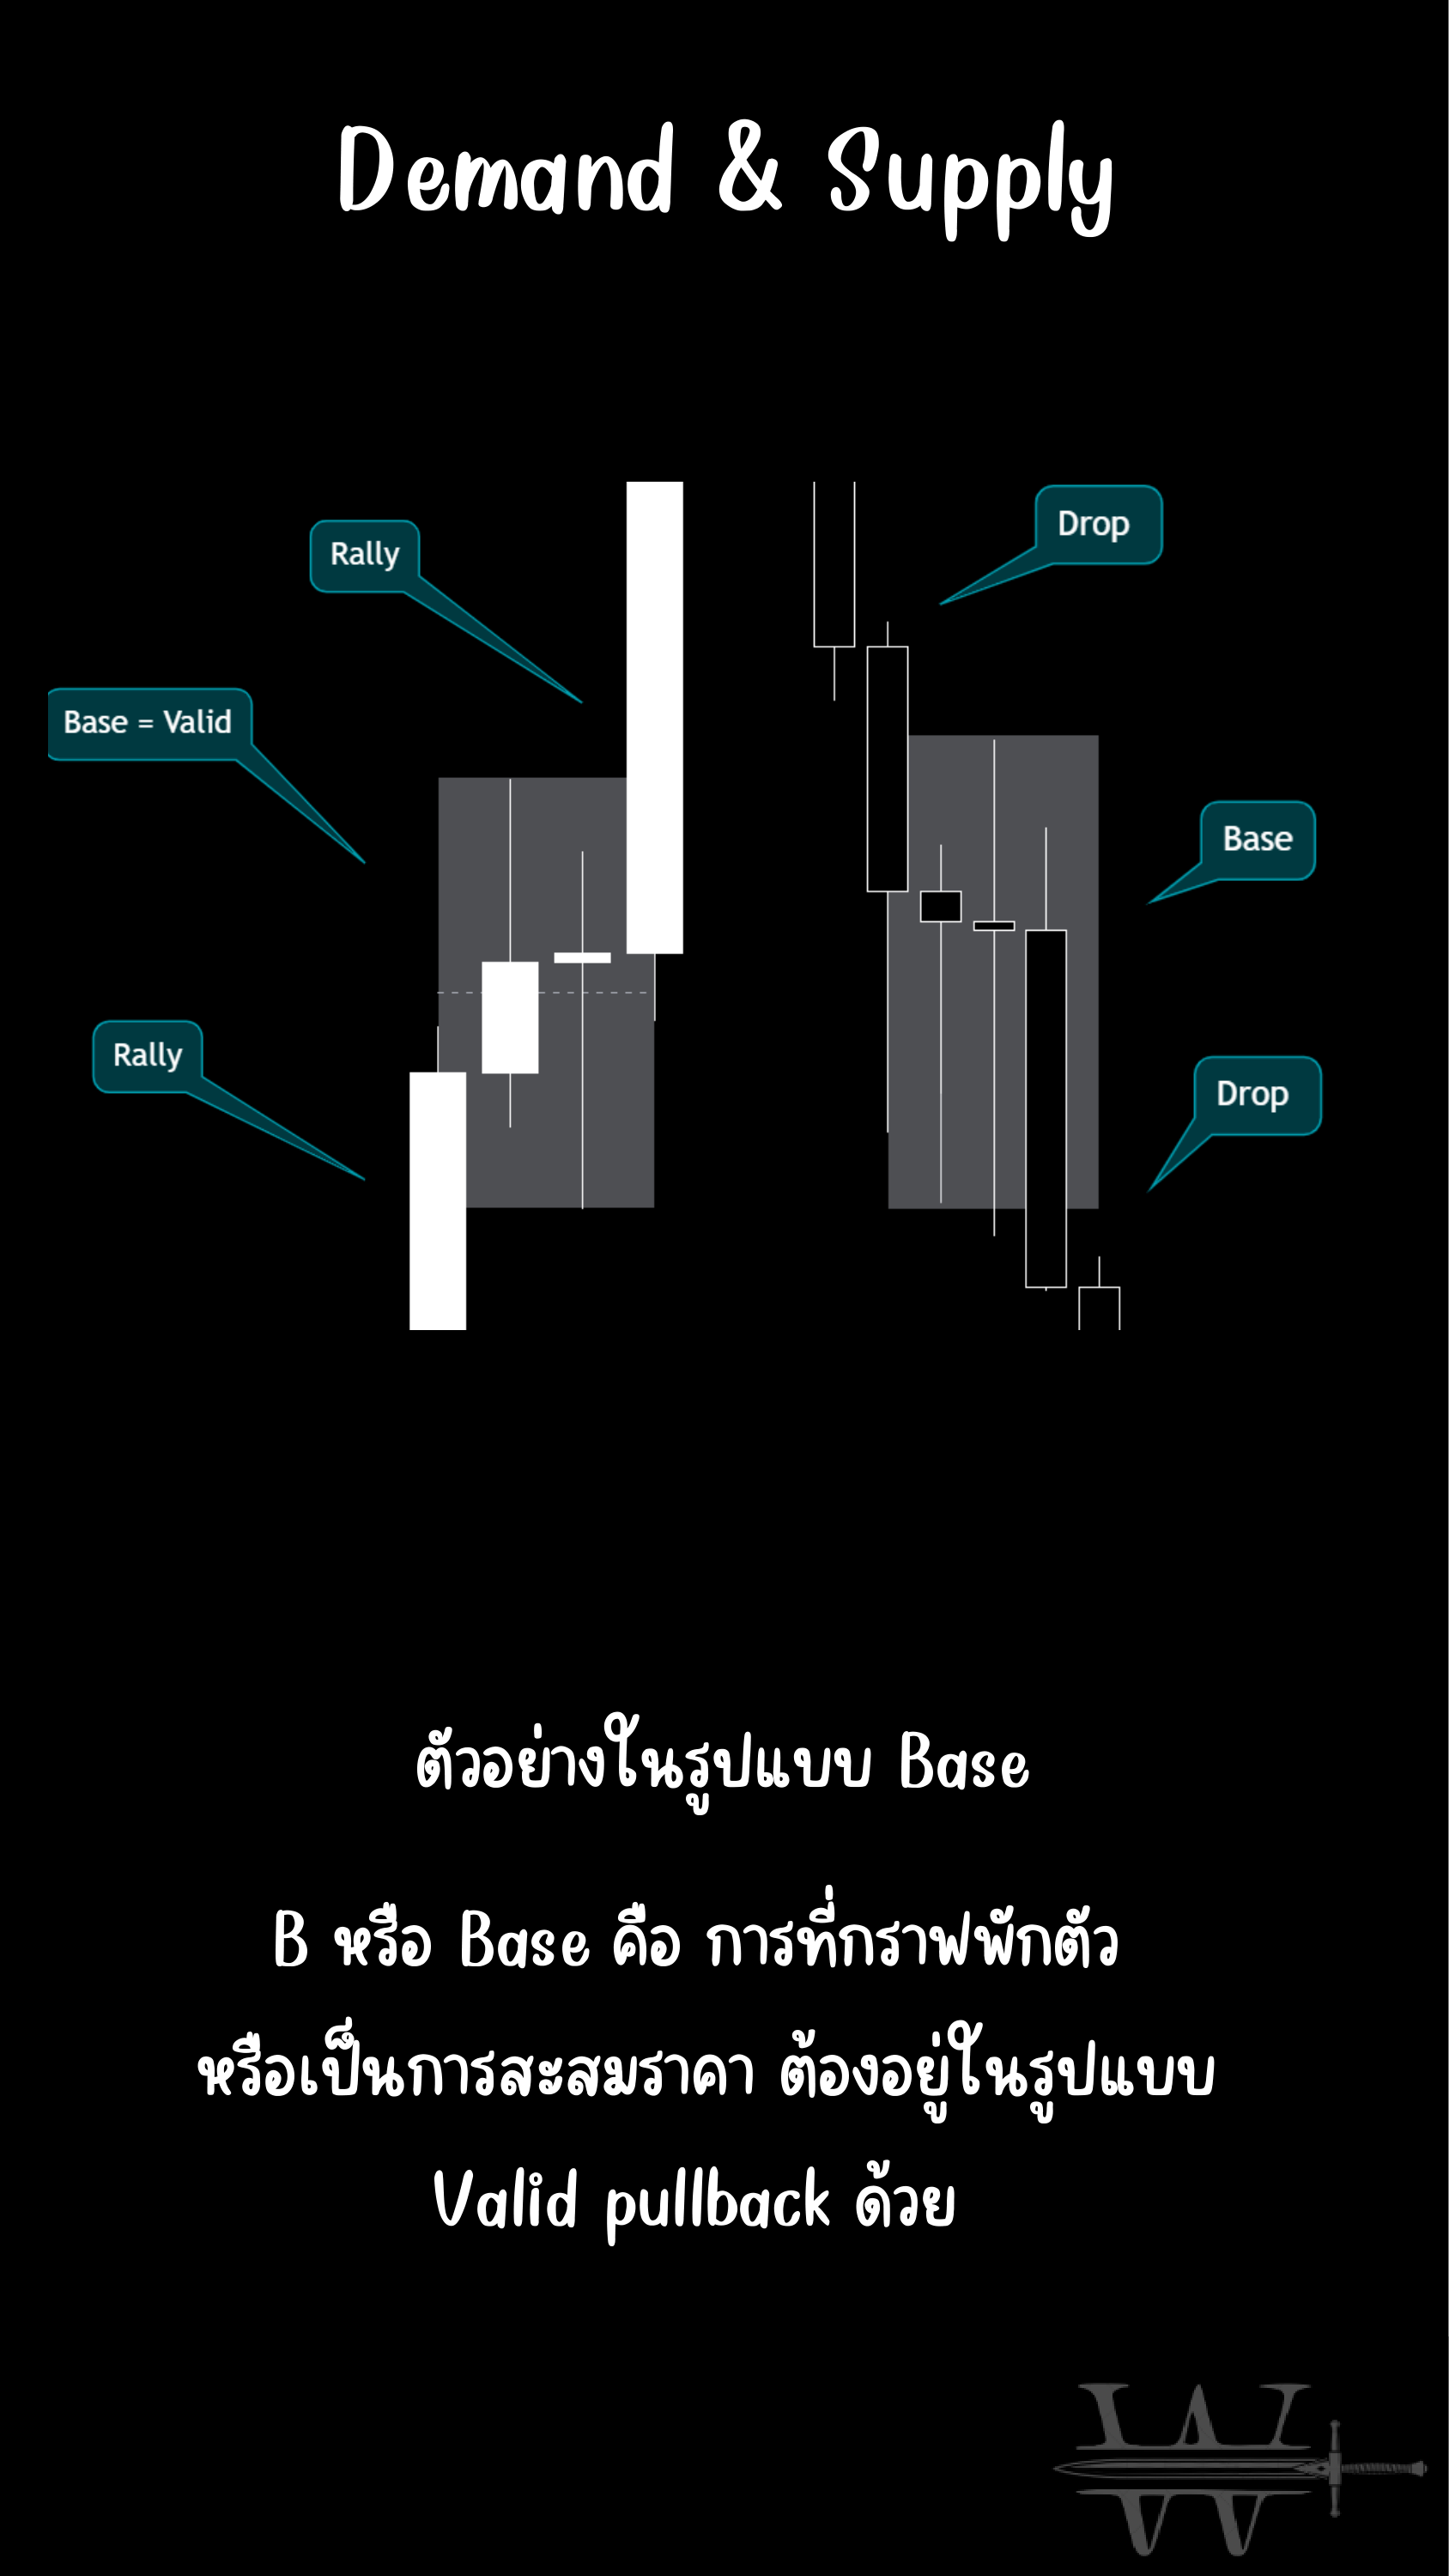 Demand & Supply
Rally
Drop
Base = Valid
Base
Rally
Drop
ตัวอย่างในรูปแบบ Base
B หรือ Base คือ การที่กราฟพักตัว
หรือเป็นการสะสมราคา ต้องอยู่ในรูปแบบ
Valid pullback ด้วย
W